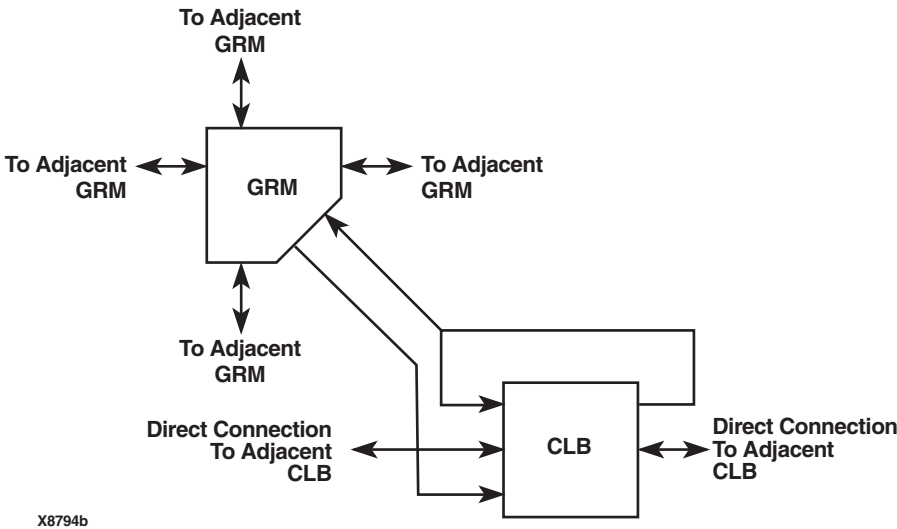 To Adjacent
GRM
To Adjacent
GRM
GRM
To Adjacent
GRM
To Adjacent
GRM
Direct Connection
To Adjacent
CLB
CLB
Direct Connection
To Adjacent
CLB
X8794b